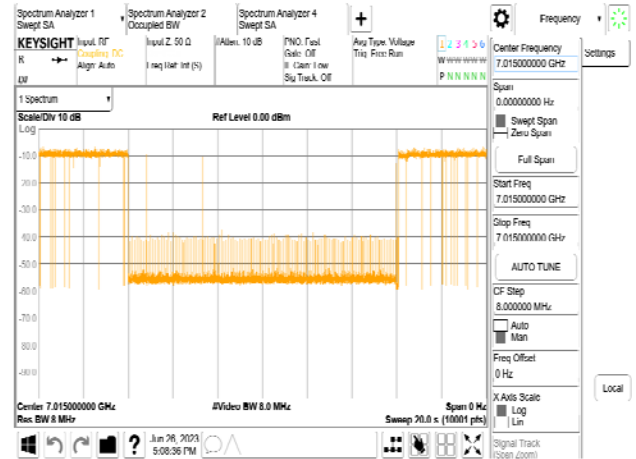 Spectrum Analyzer 1
Swept SA
Spectrum Analyzer 2
Occupied BW
Spectrum Analyzer 4
Swept SA
+
Frequency
KEYSIGHT
Input: RF
Coupling: DC
Align: Auto
Input Z: 50 Ω
Freq Ref: Int (S)
#Atten: 10 dB
PNO: Fast
Gate: Off
IF Gain: Low
Sig Track: Off
Avg Type: Voltage
Trig: Free Run
1 2 3 4 5 6
W W W W W W
P N N N N N
R
Center Frequency
7.015000000 GHz
Settings
Span
0.00000000 Hz
Swept Span
Zero Span
Full Span
Start Freq
7.015000000 GHz
Stop Freq
7.015000000 GHz
AUTO TUNE
CF Step
8.000000 MHz
Auto
Man
Freq Offset
0 Hz
X Axis Scale
Log
Lin
Signal Track
(Span Zoom)
Local
1 Spectrum
Scale/Div 10 dB
Ref Level 0.00 dBm
Log
-10.0
-20.0
-30.0
-40.0
-50.0
-60.0
-70.0
-80.0
-90.0
Center 7.015000000 GHz
#Video BW 8.0 MHz
Span 0 Hz
Res BW 8 MHz
Sweep 20.0 s (10001 pts)
?
Jun 26, 2023
5:08:36 PM